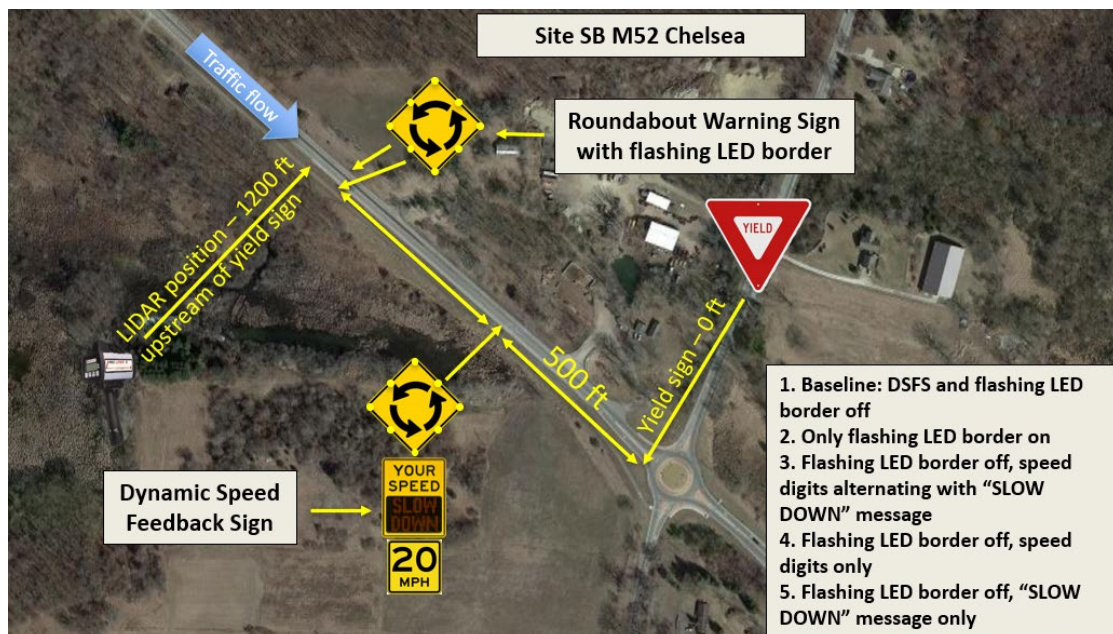 Site SB M52 Chelsea
Traffic flow
Roundabout Warning Sign
with flashing LED border
LIDAR position – 1200 ft
upstream of yield sign
YIELD
500 ft
Yield sign – 0 ft
YOUR
SPEED
SLOW
DOWN
20
MPH
Dynamic Speed
Feedback Sign
1. Baseline: DSFS and flashing LED
border off
2. Only flashing LED border on
3. Flashing LED border off, speed
digits alternating with “SLOW
DOWN” message
4. Flashing LED border off, speed
digits only
5. Flashing LED border off, “SLOW
DOWN” message only